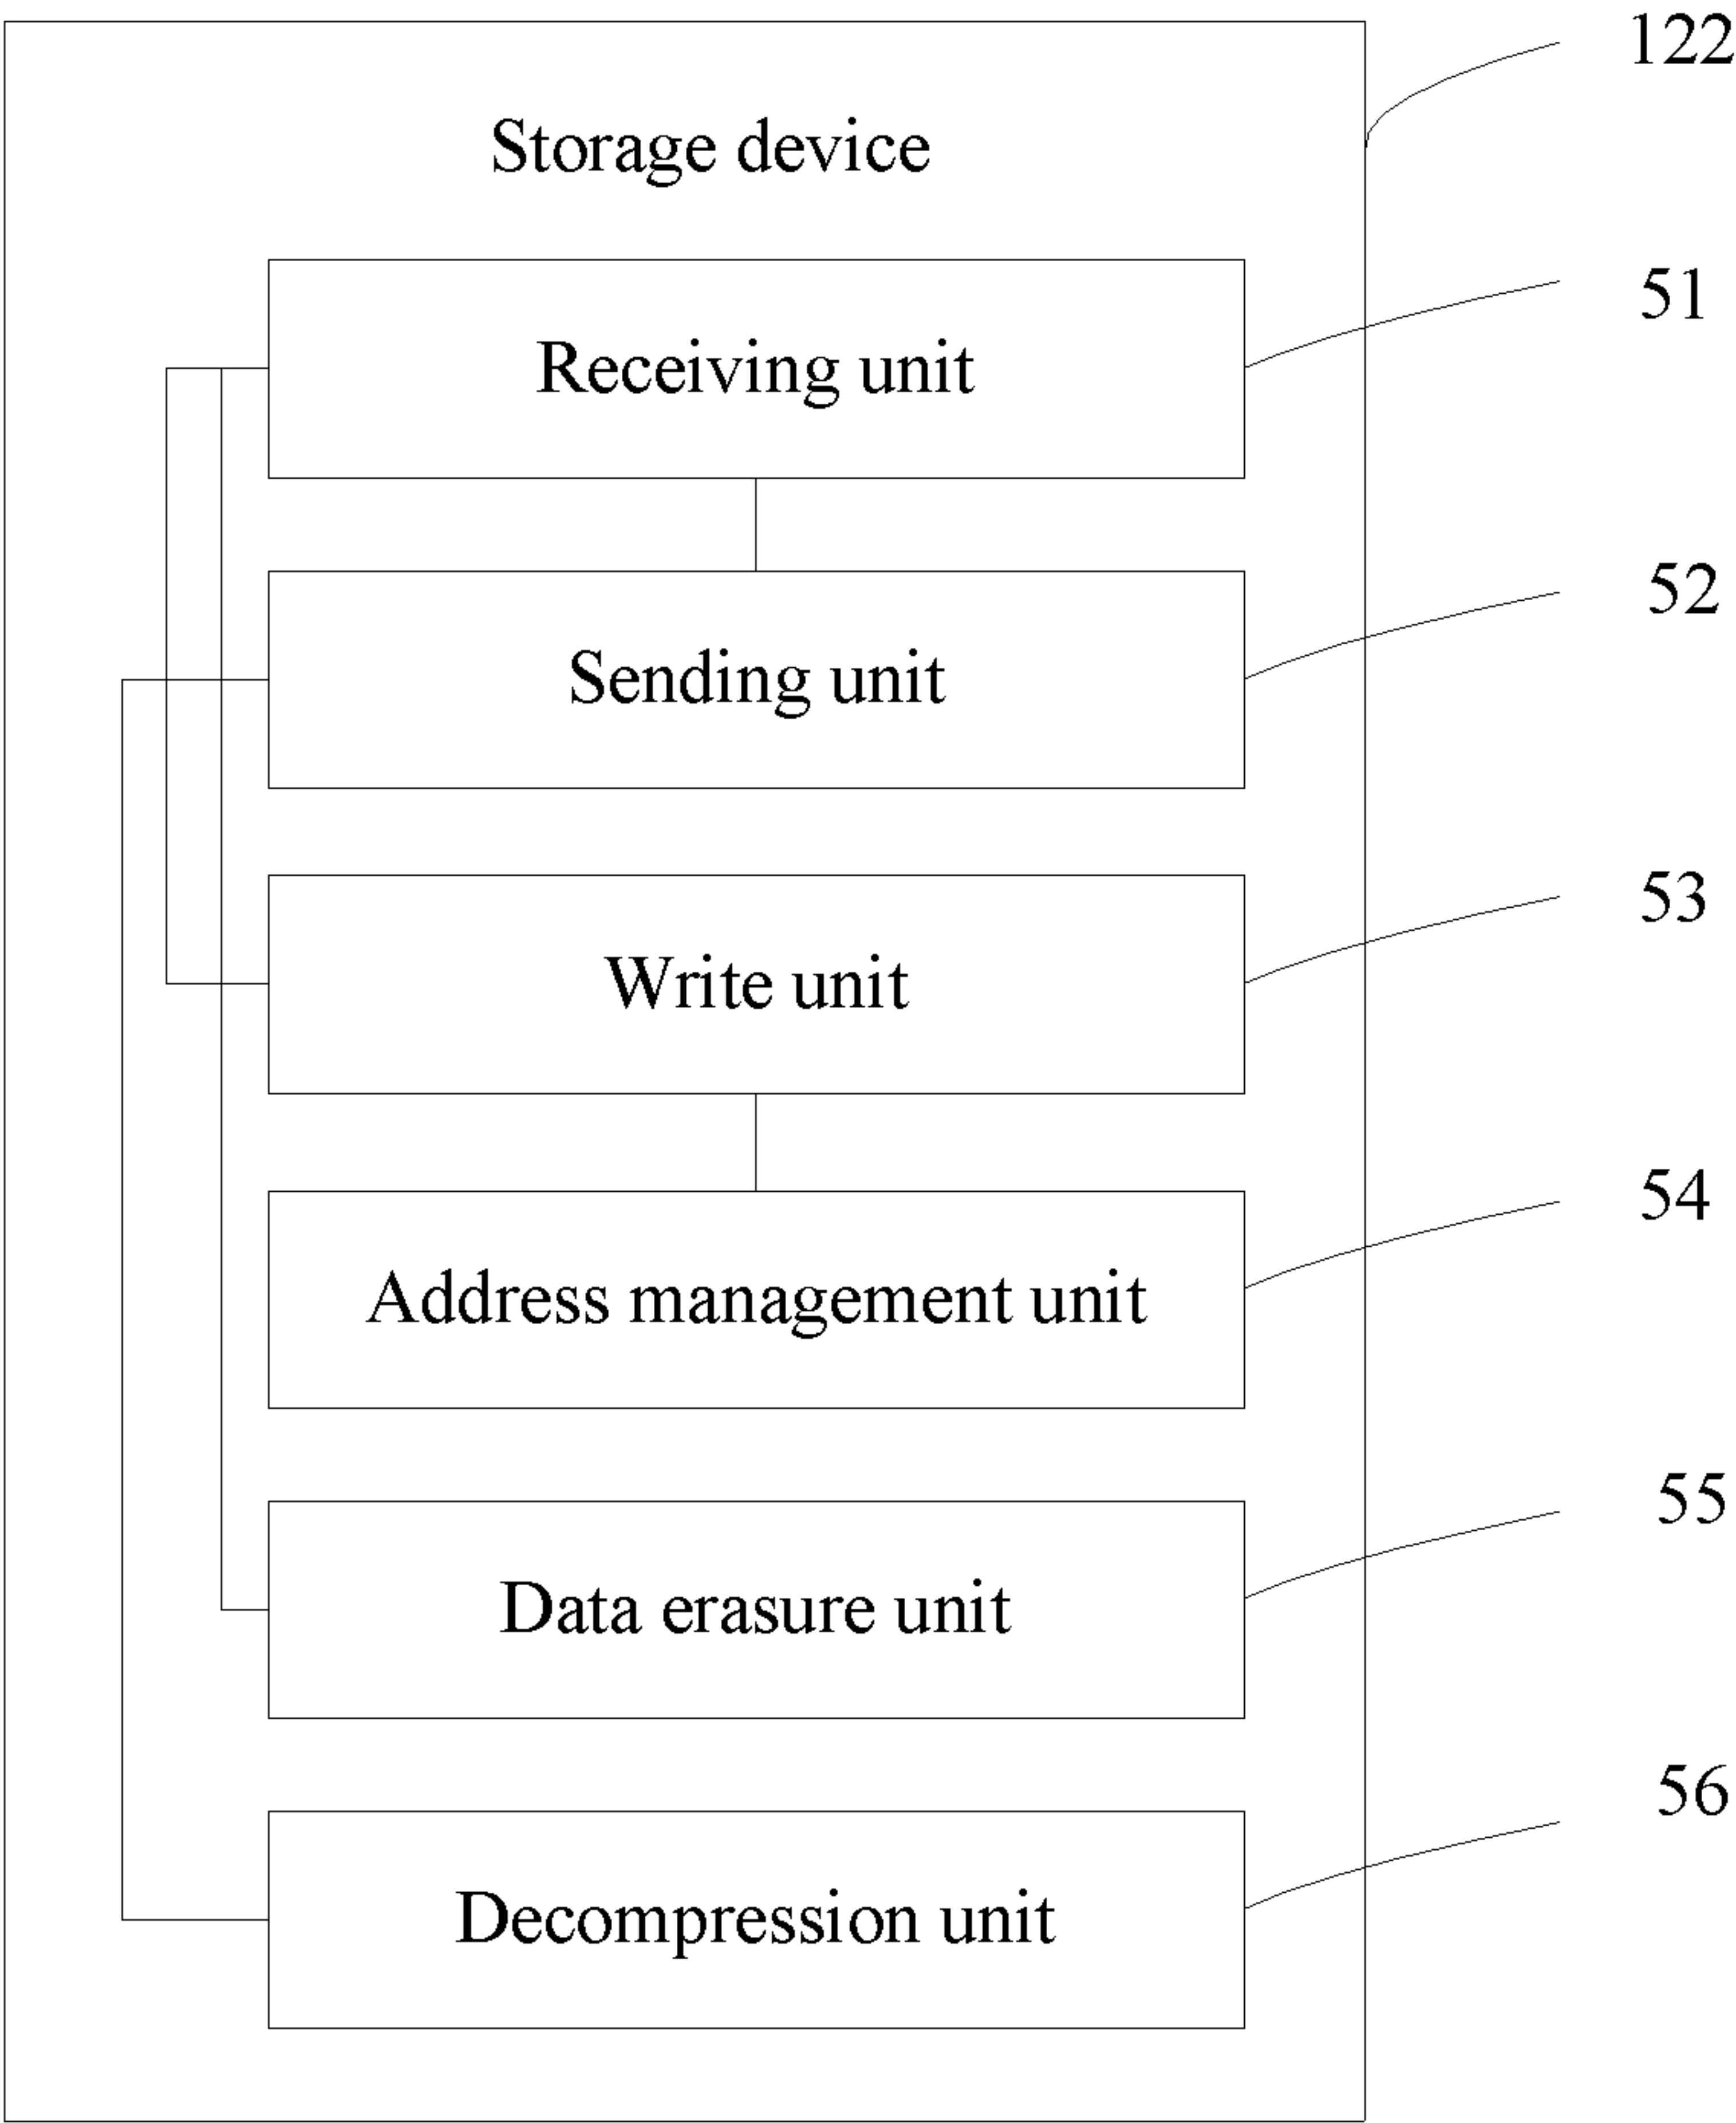 122
Storage device
51
Receiving unit
52
Sending unit
53
Write unit
54
Address management unit
55
Data erasure unit
56
Decompression unit